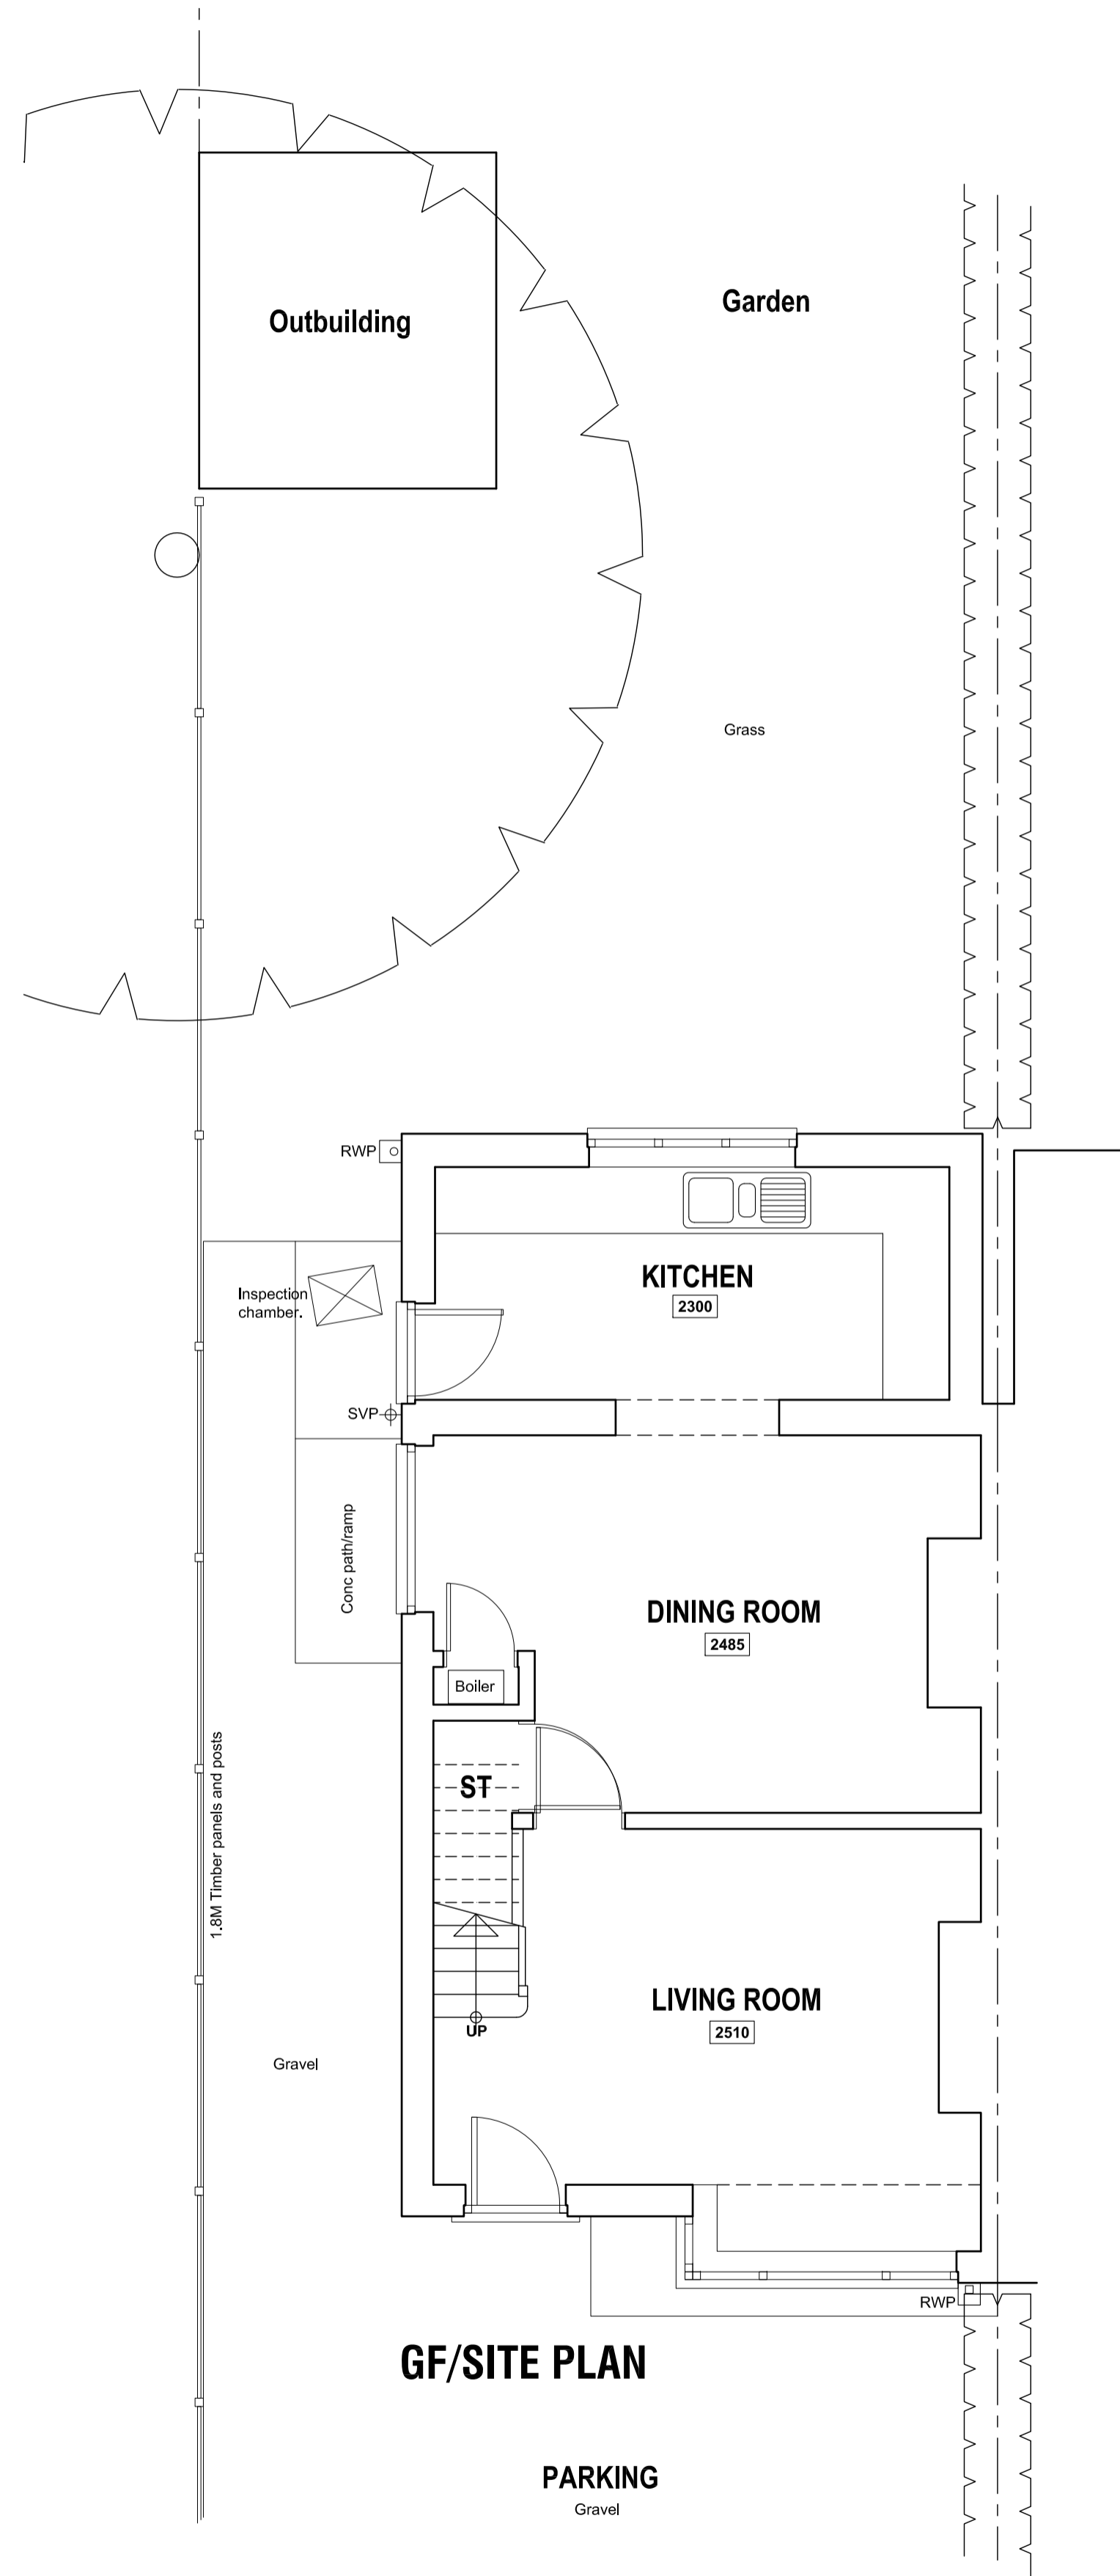 Outbuilding
Garden
Grass
RWP
Inspection
chamber.
KITCHEN
2300
SVP
Conc path/ramp
DINING ROOM
2485
Boiler
1.8M Timber panels and posts
ST
LIVING ROOM
2510
UP
Gravel
RWP
GF/SITE PLAN
PARKING
Gravel